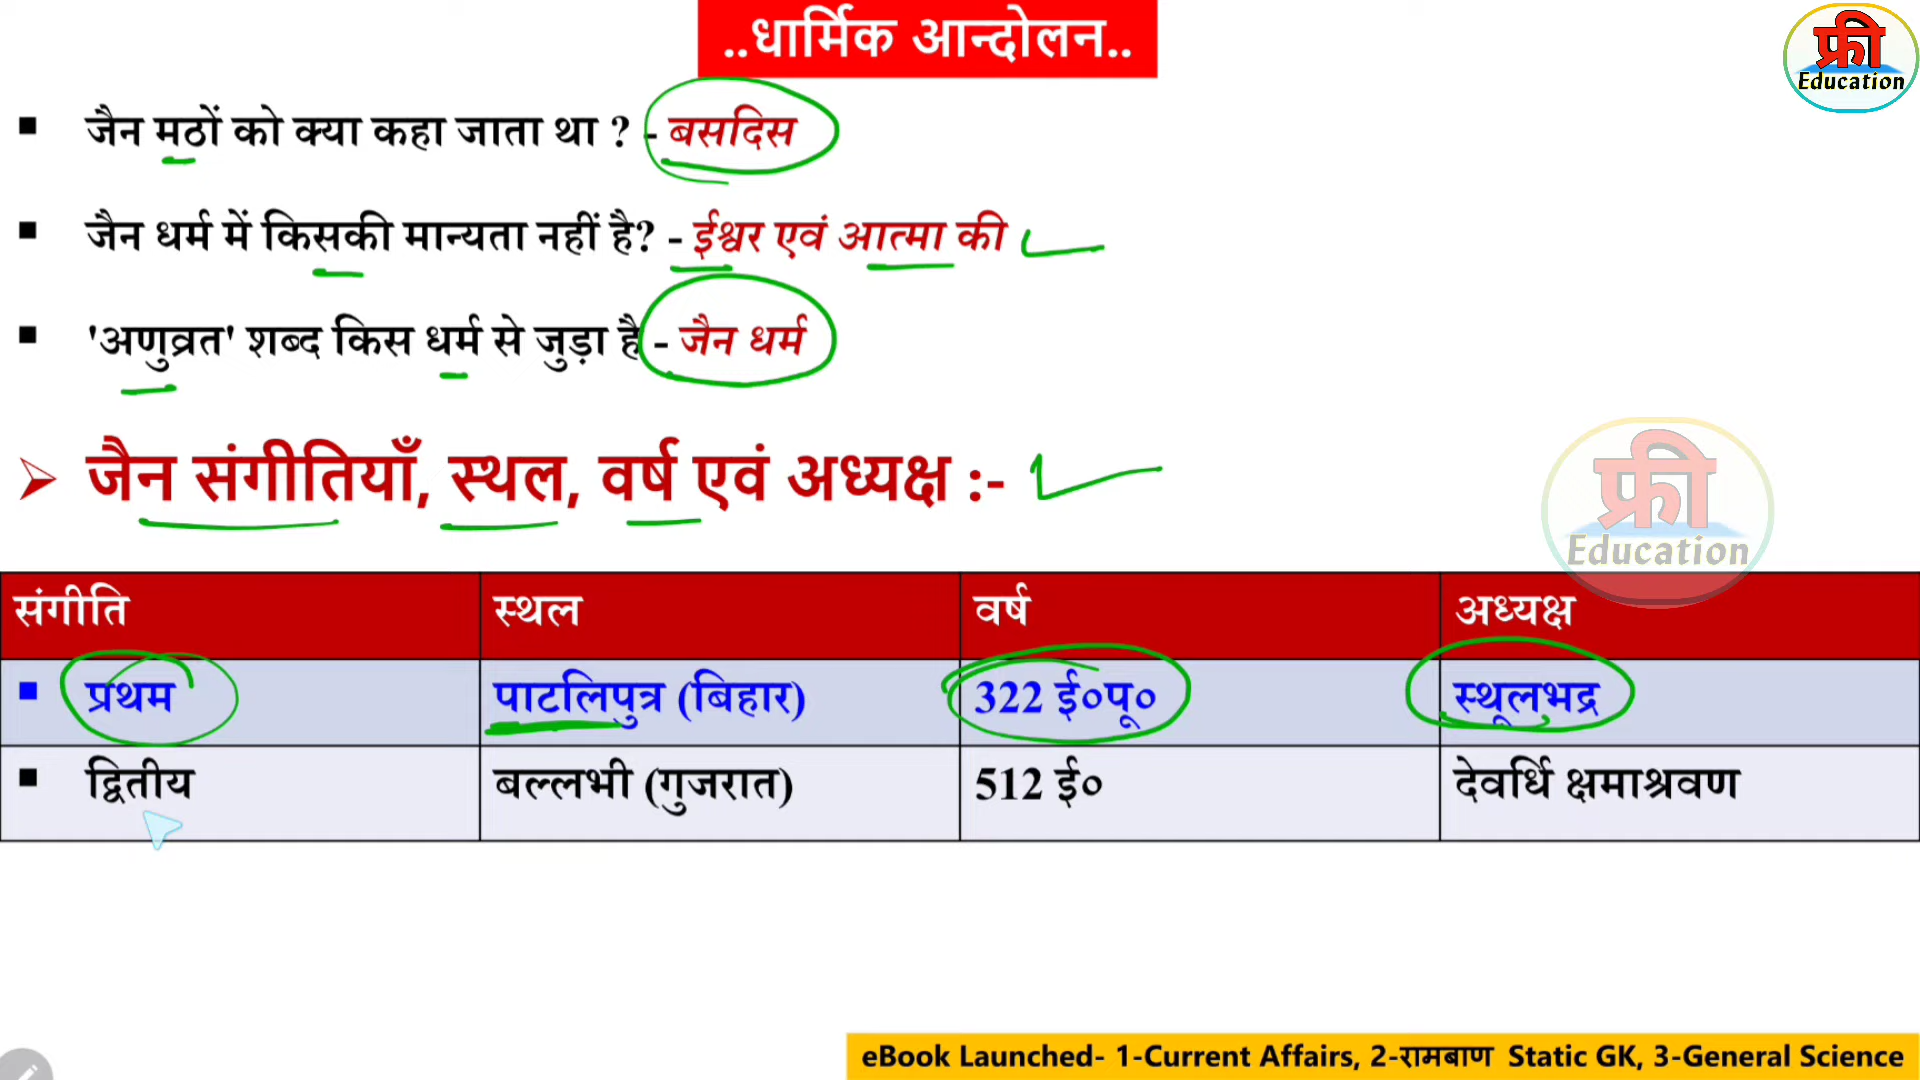 ..धार्मिक आन्दोलन..
फ्री
Education
▪ जैन मठों को क्या कहा जाता था ? - बसदिस
▪ जैन धर्म में किसकी मान्यता नहीं है? - ईश्वर एवं आत्मा की
▪ 'अणुव्रत' शब्द किस धर्म से जुड़ा है - जैन धर्म
➢ जैन संगीतियाँ, स्थल, वर्ष एवं अध्यक्ष :-
फ्री
Education
संगीति स्थल वर्ष अध्यक्ष
▪ प्रथम पाटलिपुत्र (बिहार) 322 ई०पू० स्थूलभद्र
▪ द्वितीय बल्लभी (गुजरात) 512 ई० देवर्धि क्षमाश्रवण
eBook Launched- 1-Current Affairs, 2-रामबाण Static GK, 3-General Science